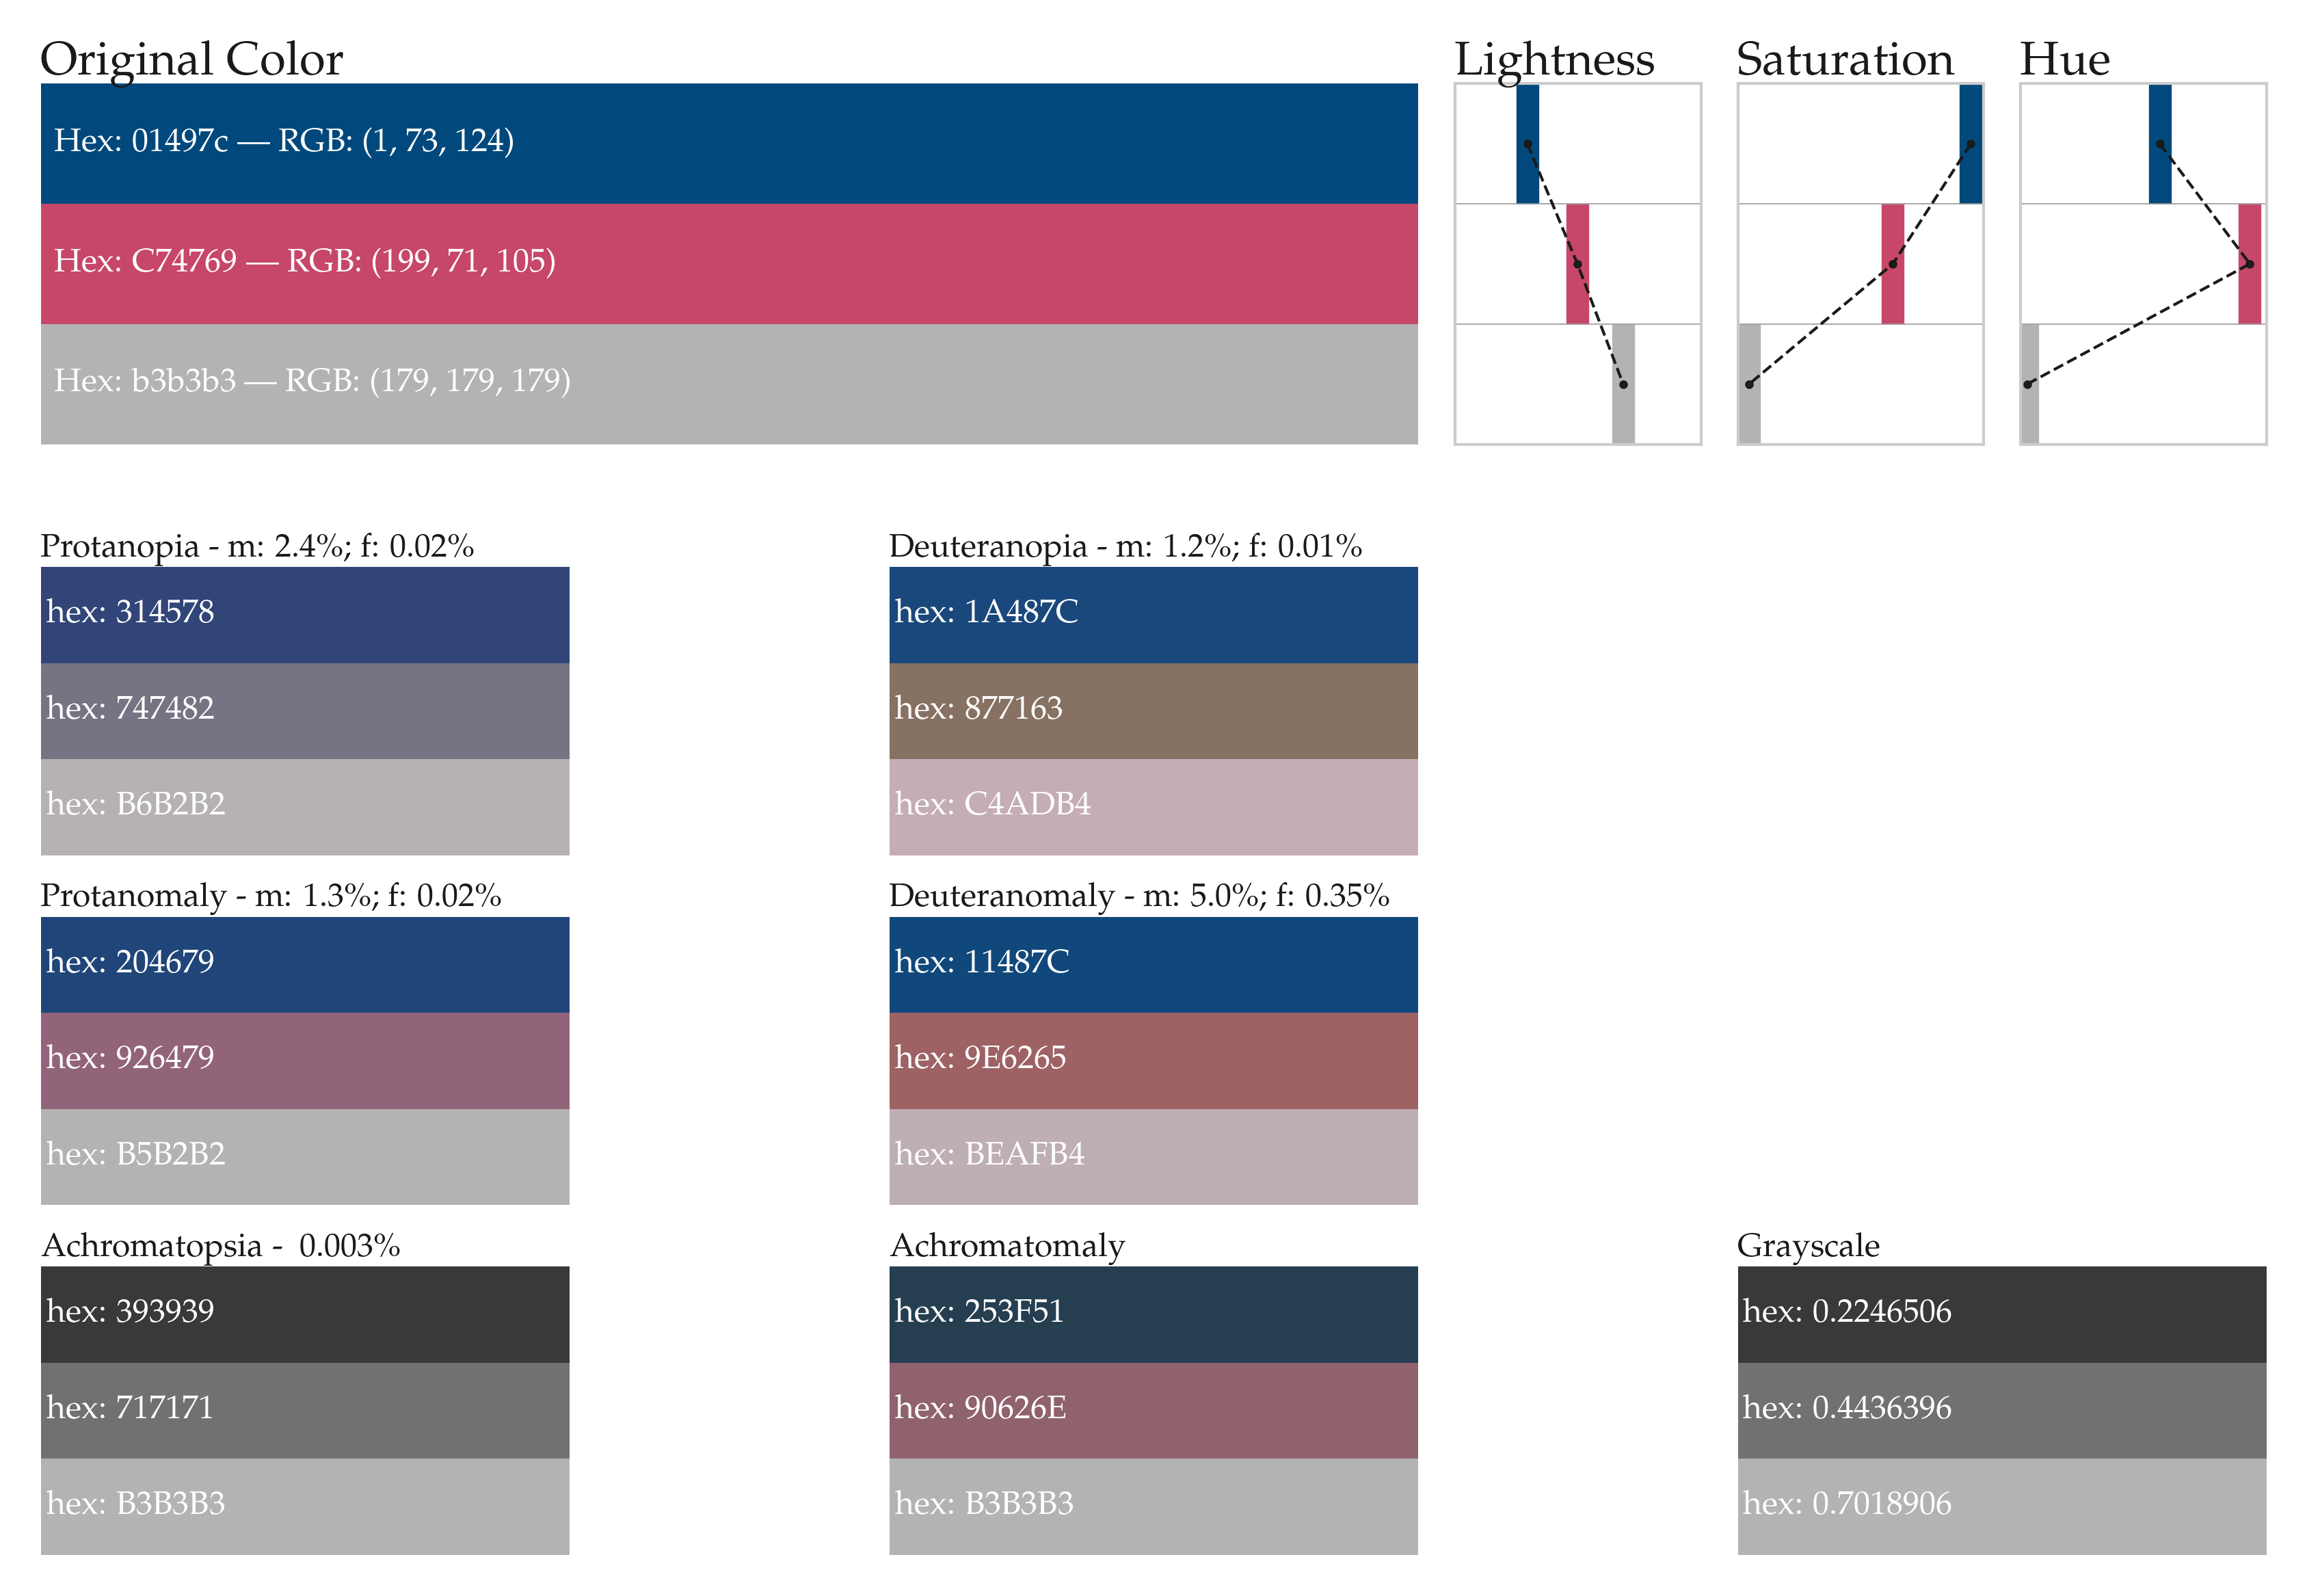 Original Color
Lightness
Saturation
Hue
Hex: 01497c — RGB: (1, 73, 124)
Hex: C74769 — RGB: (199, 71, 105)
Hex: b3b3b3 — RGB: (179, 179, 179)
Protanopia - m: 2.4%; f: 0.02%
hex: 314578
hex: 747482
hex: B6B2B2
Deuteranopia - m: 1.2%; f: 0.01%
hex: 1A487C
hex: 877163
hex: C4ADB4
Protanomaly - m: 1.3%; f: 0.02%
hex: 204679
hex: 926479
hex: B5B2B2
Deuteranomaly - m: 5.0%; f: 0.35%
hex: 11487C
hex: 9E6265
hex: BEAFB4
Achromatopsia -  0.003%
hex: 393939
hex: 717171
hex: B3B3B3
Achromatomaly
hex: 253F51
hex: 90626E
hex: B3B3B3
Grayscale
hex: 0.2246506
hex: 0.4436396
hex: 0.7018906